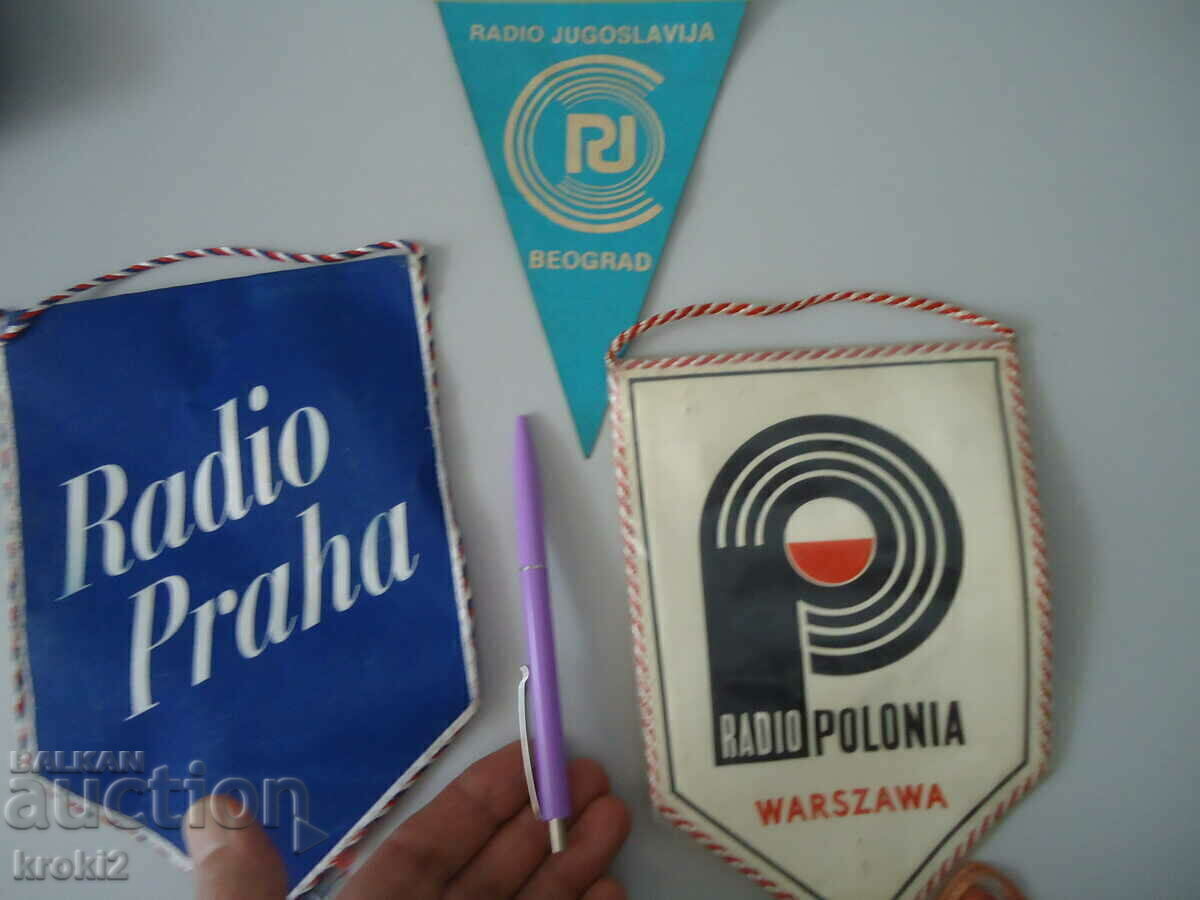 RADIO JUGOSLAVIJA
RJ
BEOGRAD
Radio
Praha
RADIO POLONIA
WARSZAWA
BALKAN
auction
kroki2